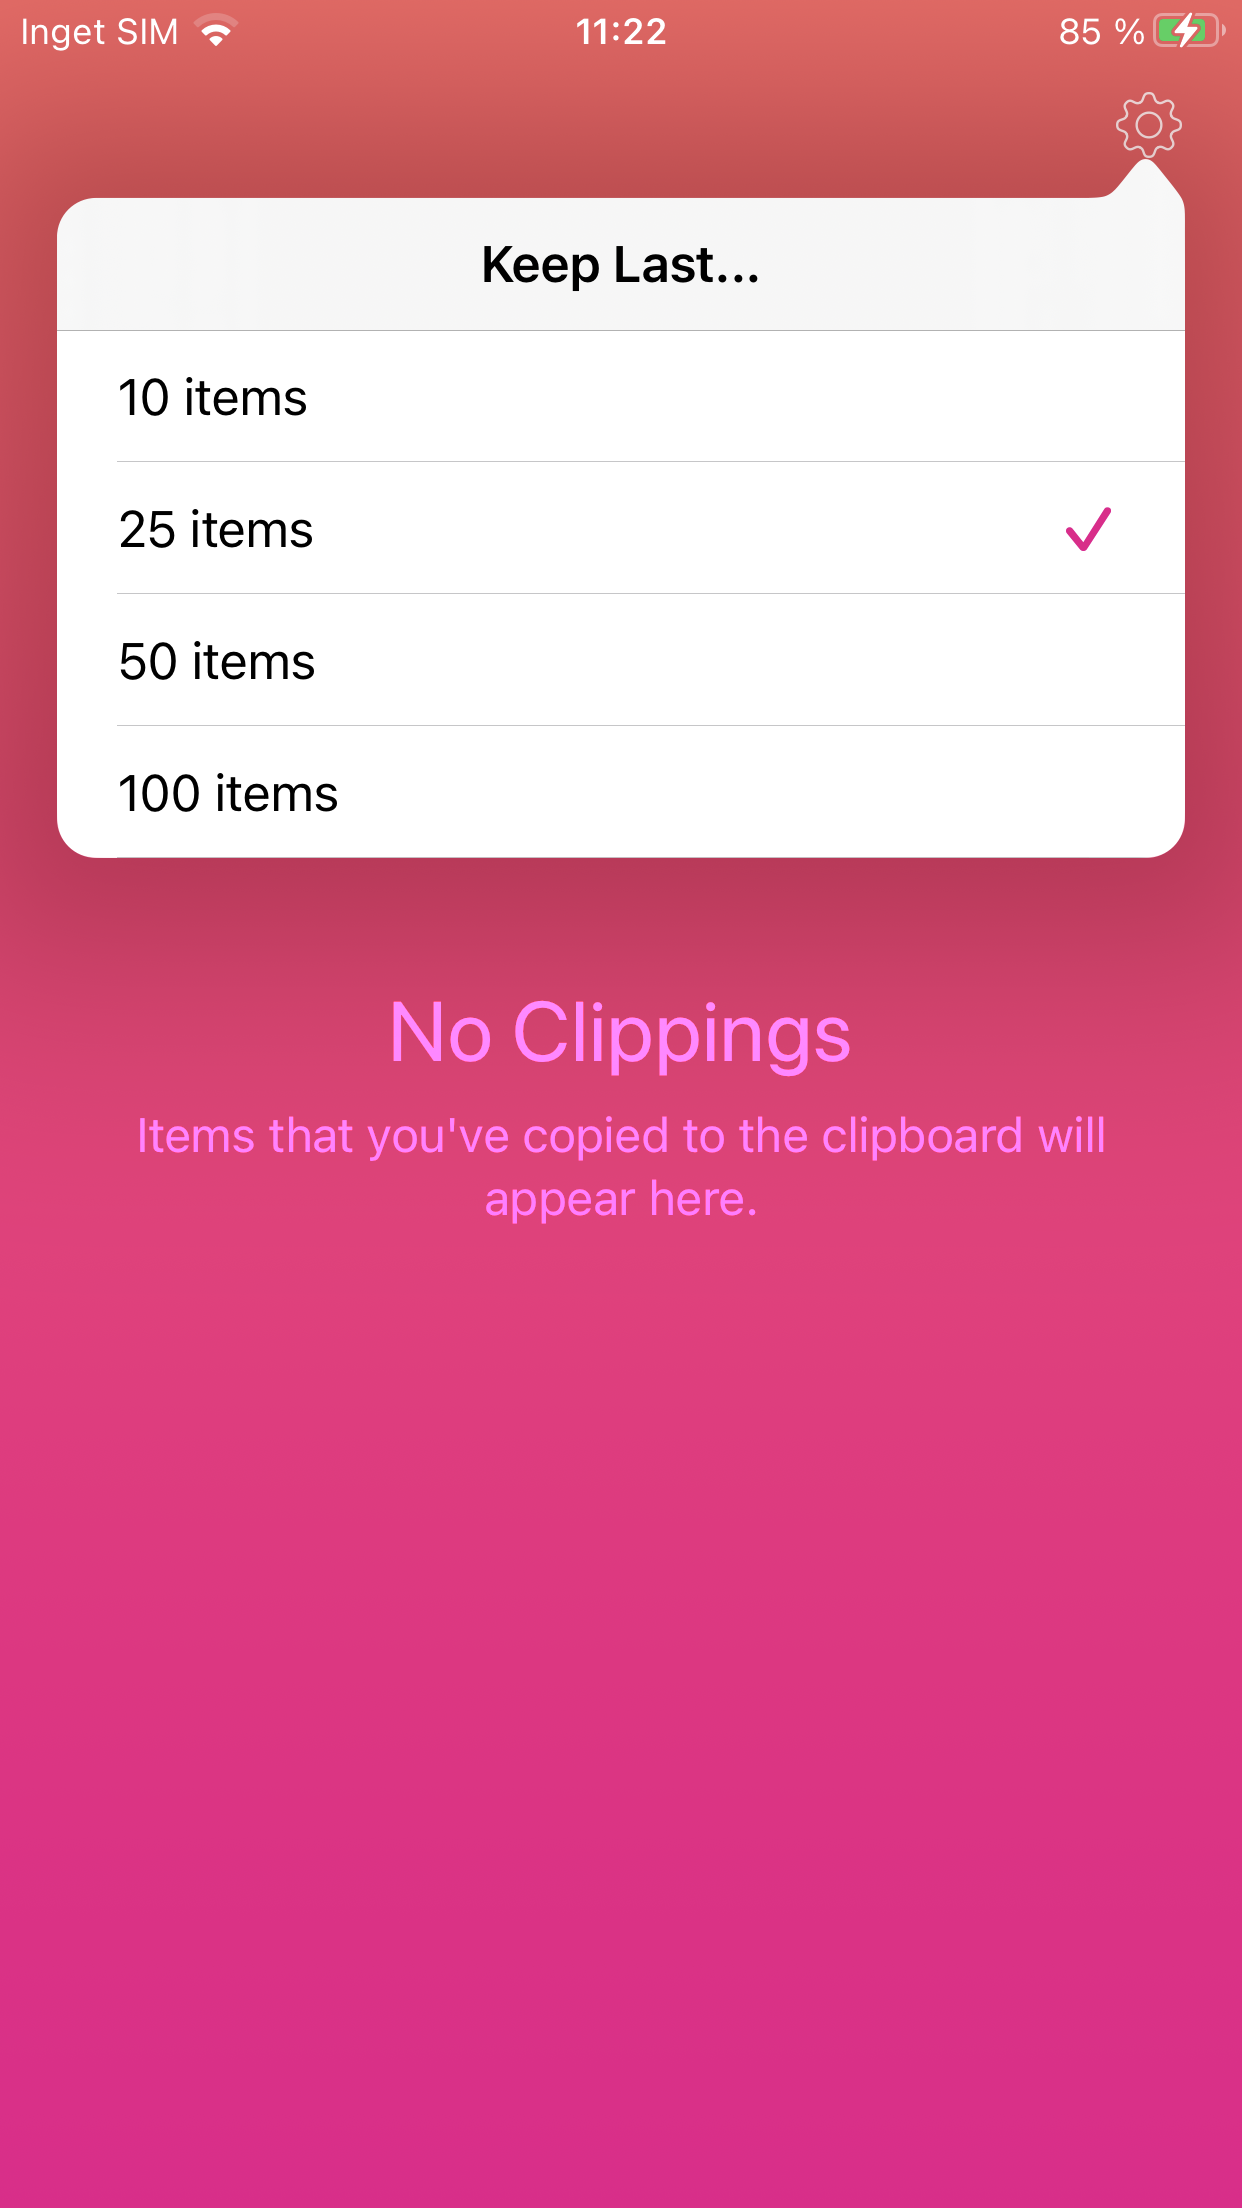 Inget SIM 11:22 85 %
Keep Last...
10 items
25 items
50 items
100 items
No Clippings
Items that you've copied to the clipboard will
appear here.